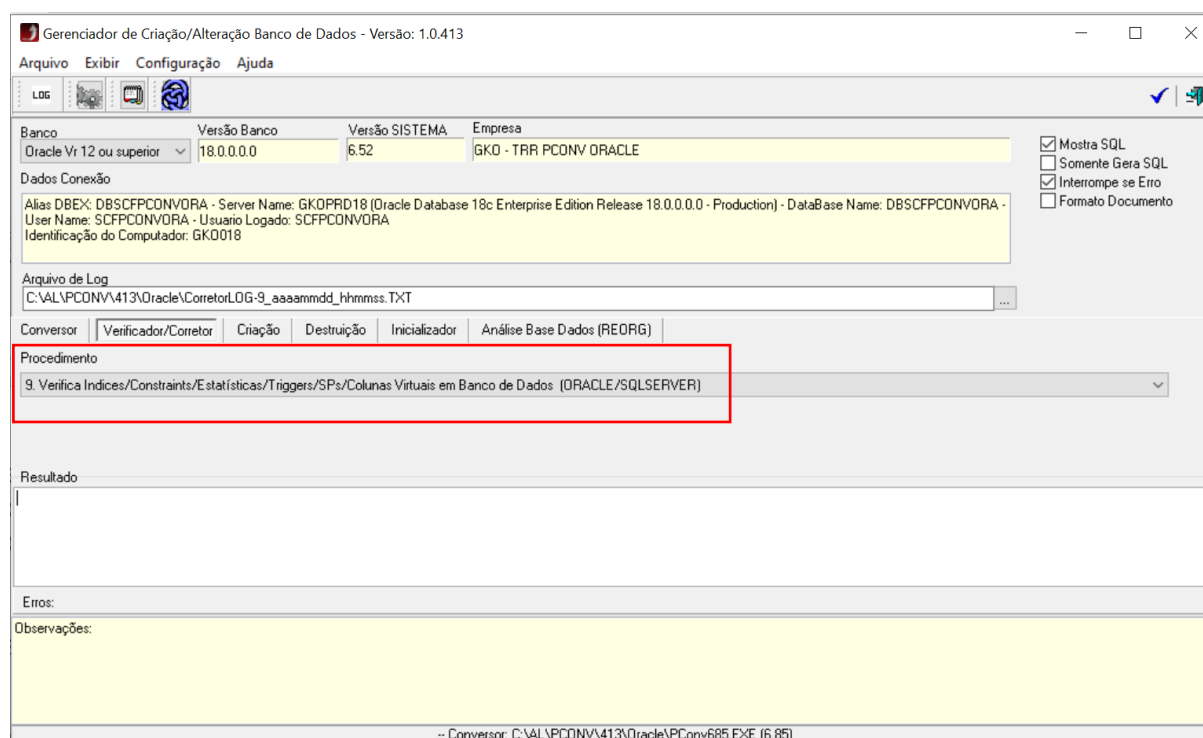 Gerenciador de Criação/Alteração Banco de Dados - Versão: 1.0.413
Arquivo Exibir Configuração Ajuda
LOG
Banco Versão Banco Versão SISTEMA Empresa
Oracle Vr 12 ou superior 18.0.0.0.0 6.52 GKO - TRR PCONV ORACLE
Mostra SQL
Somente Gera SQL
Interrompe se Erro
Formato Documento
Dados Conexão
Alias DBEX: DBSCFPCONVORA - Server Name: GKOPRD18 (Oracle Database 18c Enterprise Edition Release 18.0.0.0.0 - Production) - DataBase Name: DBSCFPCONVORA -
User Name: SCFPCONVORA - Usuario Logado: SCFPCONVORA
Identificação do Computador: GKO018
Arquivo de Log
C:\AL\PCONV\413\Oracle\CorretorLOG-9_aaaammdd_hhmmss.TXT
...
Conversor Verificador/Corretor Criação Destruição Inicializador Análise Base Dados (REORG)
Procedimento
9. Verifica Indices/Constraints/Estatísticas/Triggers/SPs/Colunas Virtuais em Banco de Dados (ORACLE/SQLSERVER)
Resultado
Erros:
Observações:
-- Conversor: C:\AL\PCONV\413\Oracle\PConv685.EXE (6.85)